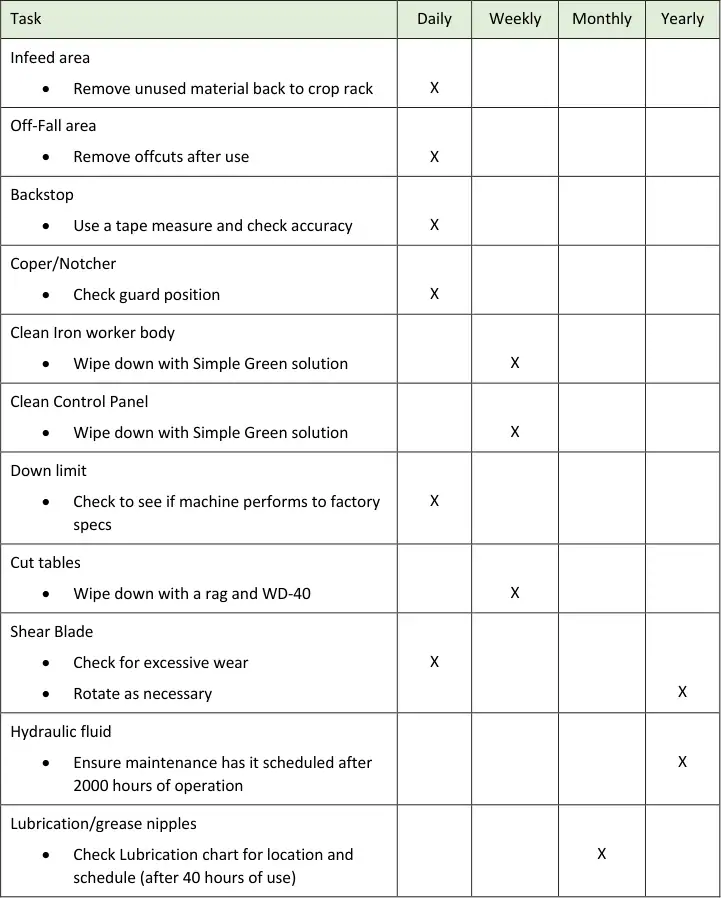 Task Daily Weekly Monthly Yearly
Infeed area
• Remove unused material back to crop rack X
Off-Fall area
• Remove offcuts after use X
Backstop
• Use a tape measure and check accuracy X
Coper/Notcher
• Check guard position X
Clean Iron worker body
• Wipe down with Simple Green solution X
Clean Control Panel
• Wipe down with Simple Green solution X
Down limit
• Check to see if machine performs to factory X
specs
Cut tables
• Wipe down with a rag and WD-40 X
Shear Blade
• Check for excessive wear X
• Rotate as necessary X
Hydraulic fluid
• Ensure maintenance has it scheduled after X
2000 hours of operation
Lubrication/grease nipples
• Check Lubrication chart for location and X
schedule (after 40 hours of use)